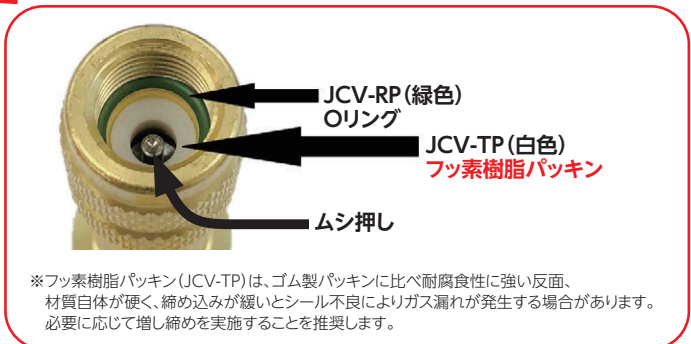 JCV-RP（緑色）
Oリング
JCV-TP（白色）
フッ素樹脂パッキン
ムシ押し
※フッ素樹脂パッキン（JCV-TP）は、ゴム製パッキンに比べ耐腐食性に強い反面、
材質自体が硬く、締め込みが緩いとシール不良によりガス漏れが発生する場合があります。
必要に応じて増し締めを実施することを推奨します。